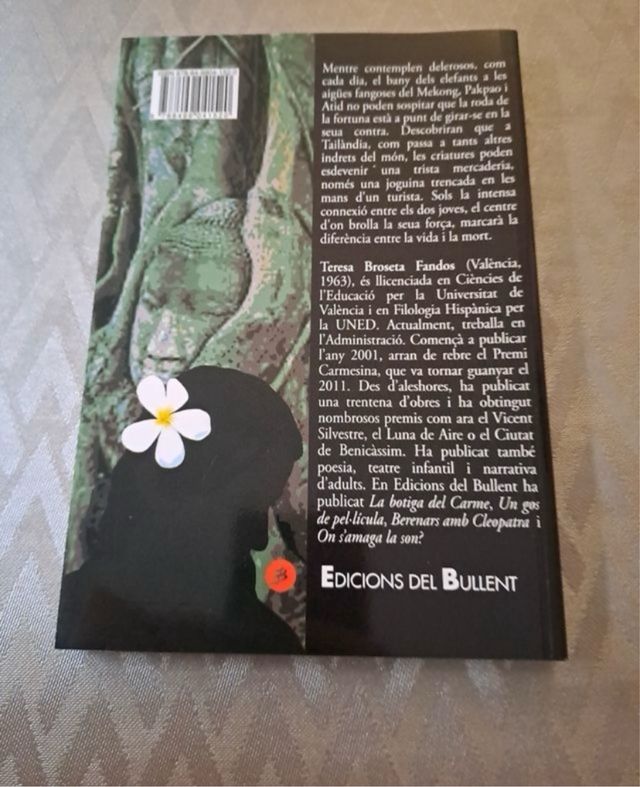 Mentre contemplen delerosos, com
cada dia, el bany dels elefants a les
aigües fangoses del Mekong, Pakpao i
Atid no poden sospitar que la roda de
la fortuna està a punt de girar-se en la
seua contra. Descobriran que a
Tailàndia, com passa a tants altres
indrets del món, les criatures poden
esdevenir una trista mercaderia,
només una joguina trencada en les
mans d'un turista. Sols la intensa
connexió entre els dos joves, el centre
d'on brolla la seua força, marcarà la
diferència entre la vida i la mort.
Teresa Broseta Fandos (València,
1963), és llicenciada en Ciències de
l'Educació per la Universitat de
València i en Filologia Hispànica per
la UNED. Actualment, treballa en
l'Administració. Començà a publicar
l'any 2001, arran de rebre el Premi
Carmesina, que va tornar guanyar el
2011. Des d'aleshores, ha publicat
una trentena d'obres i ha obtingut
nombrosos premis com ara el Vicent
Silvestre, el Luna de Aire o el Ciutat
de Benicàssim. Ha publicat també
poesia, teatre infantil i narrativa
d'adults. En Edicions del Bullent ha
publicat La botiga del Carme, Un gos
de pel·lícula, Berenars amb Cleopatra i
On s'amaga la son?
EDICIONS DEL BULLENT